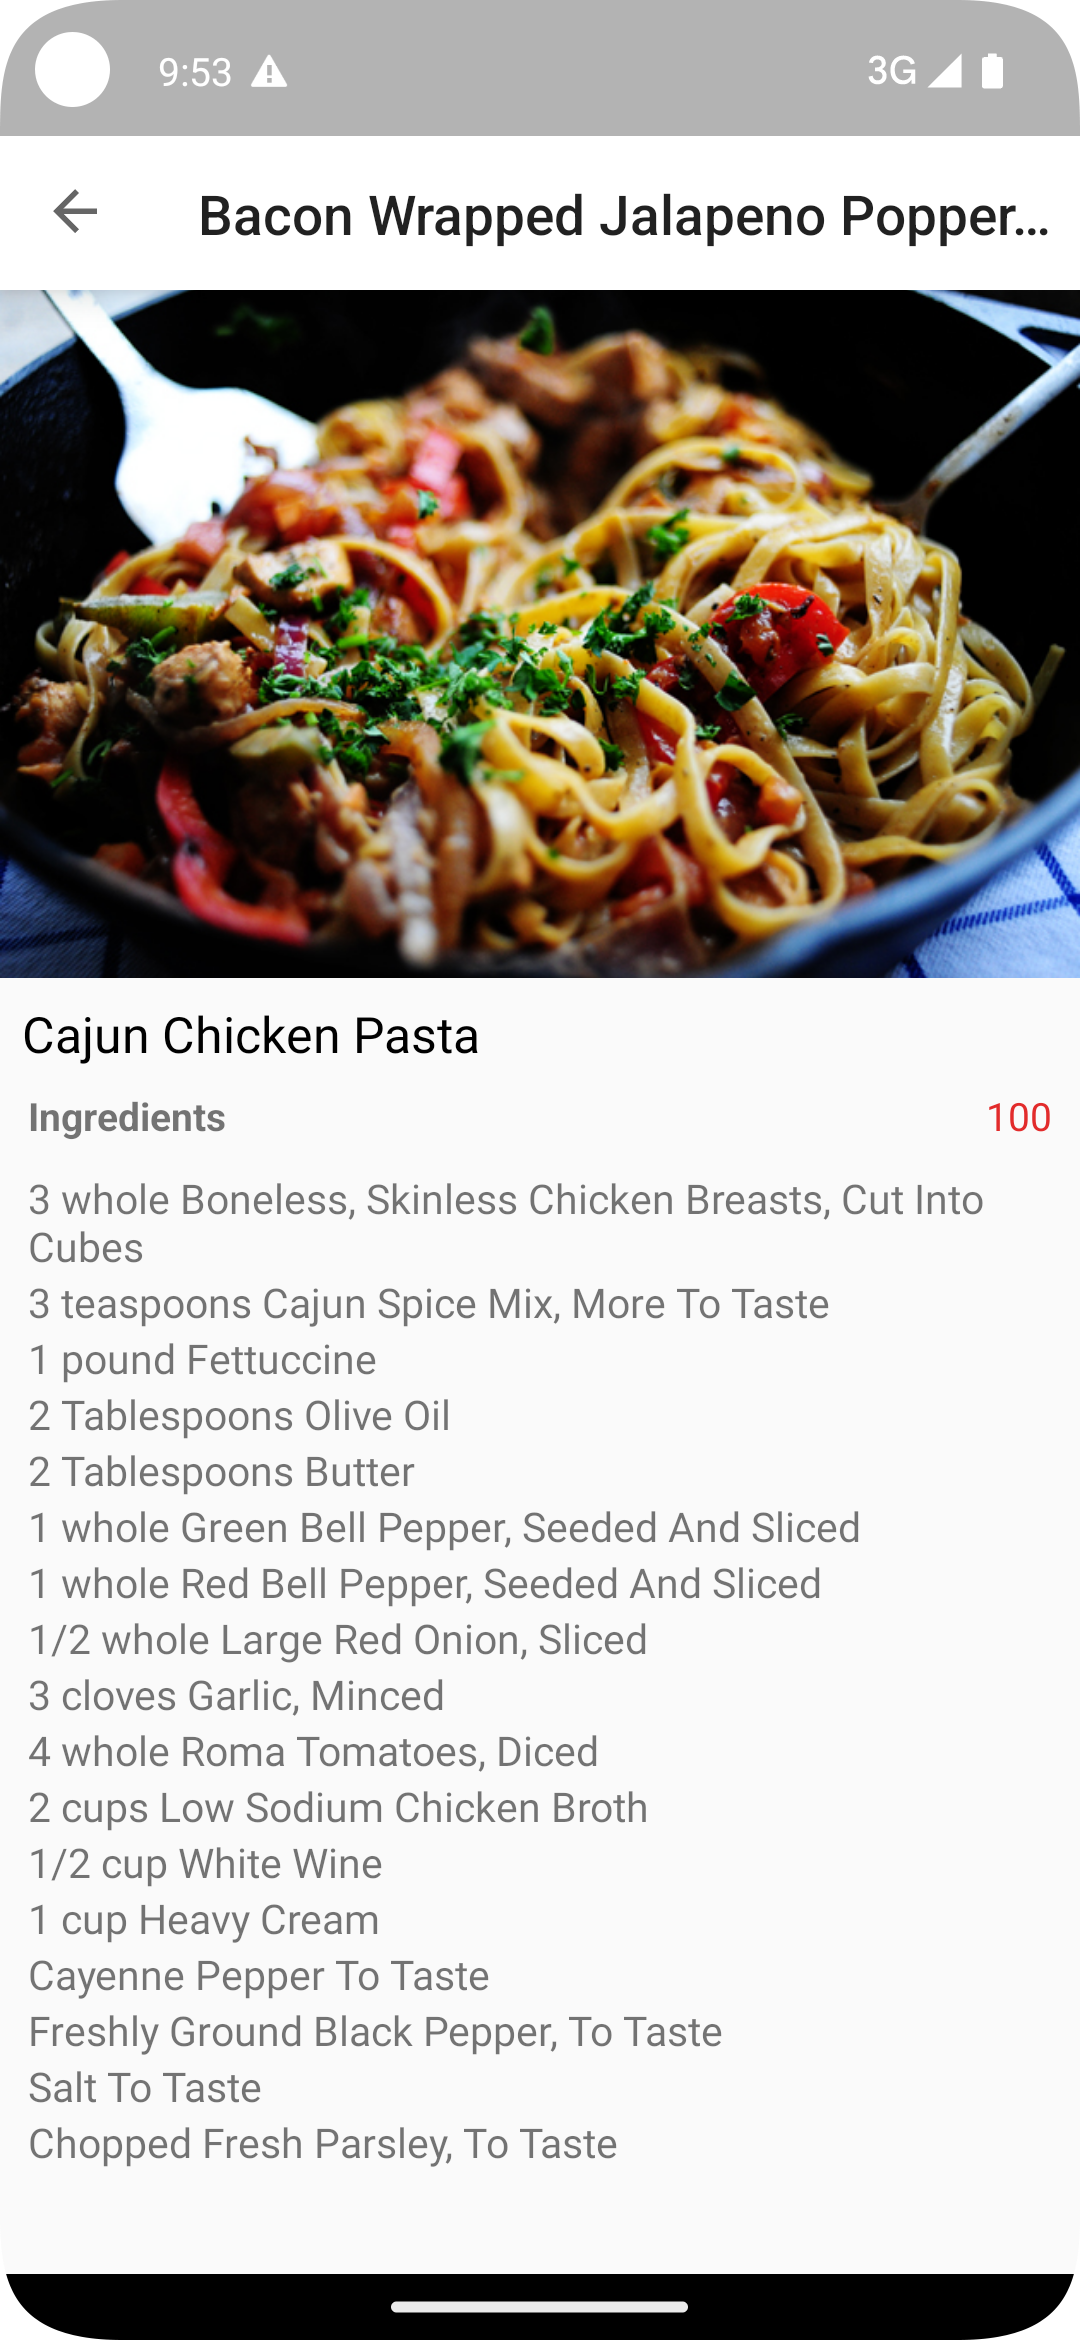 9:53
3G
Bacon Wrapped Jalapeno Popper...
Cajun Chicken Pasta
Ingredients 100
3 whole Boneless, Skinless Chicken Breasts, Cut Into
Cubes
3 teaspoons Cajun Spice Mix, More To Taste
1 pound Fettuccine
2 Tablespoons Olive Oil
2 Tablespoons Butter
1 whole Green Bell Pepper, Seeded And Sliced
1 whole Red Bell Pepper, Seeded And Sliced
1/2 whole Large Red Onion, Sliced
3 cloves Garlic, Minced
4 whole Roma Tomatoes, Diced
2 cups Low Sodium Chicken Broth
1/2 cup White Wine
1 cup Heavy Cream
Cayenne Pepper To Taste
Freshly Ground Black Pepper, To Taste
Salt To Taste
Chopped Fresh Parsley, To Taste